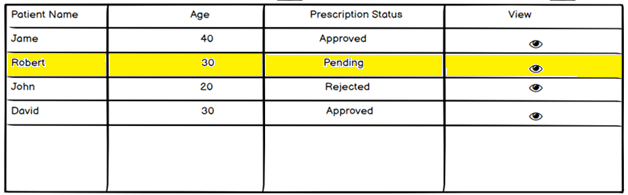 Patient Name Age Prescription Status View
Jame 40 Approved
Robert 30 Pending
John 20 Rejected
David 30 Approved